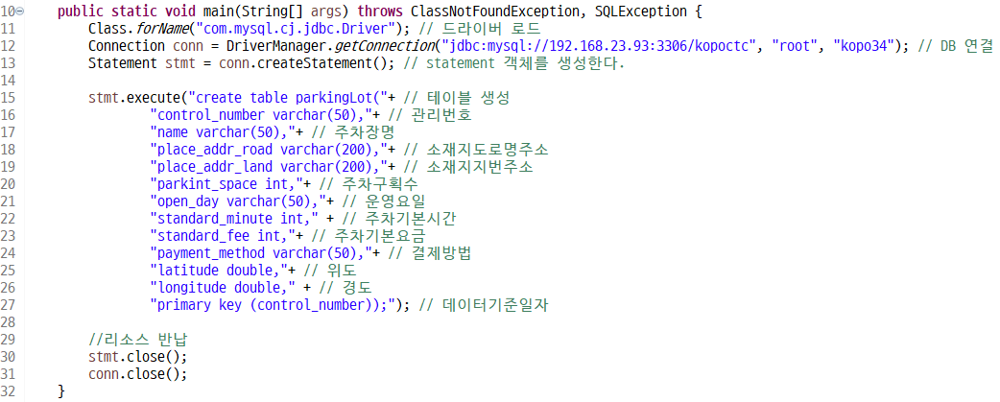 10 public static void main(String[] args) throws ClassNotFoundException, SQLException {
11 Class.forName("com.mysql.cj.jdbc.Driver"); // 드라이버 로드
12 Connection conn = DriverManager.getConnection("jdbc:mysql://192.168.23.93:3306/kopoctc", "root", "kopo34"); // DB 연결
13 Statement stmt = conn.createStatement(); // statement 객체를 생성한다.
14
15 stmt.execute("create table parkingLot("+ // 테이블 생성
16 "control_number varchar(50),"+ // 관리번호
17 "name varchar(50),"+ // 주차장명
18 "place_addr_road varchar(200),"+ // 소재지도로명주소
19 "place_addr_land varchar(200),"+ // 소재지지번주소
20 "parkint_space int,"+ // 주차구획수
21 "open_day varchar(50),"+ // 운영요일
22 "standard_minute int," + // 주차기본시간
23 "standard_fee int,"+ // 주차기본요금
24 "payment_method varchar(50),"+ // 결제방법
25 "latitude double,"+ // 위도
26 "longitude double," + // 경도
27 "primary key (control_number));"); // 데이터기준일자
28
29 //리소스 반납
30 stmt.close();
31 conn.close();
32 }